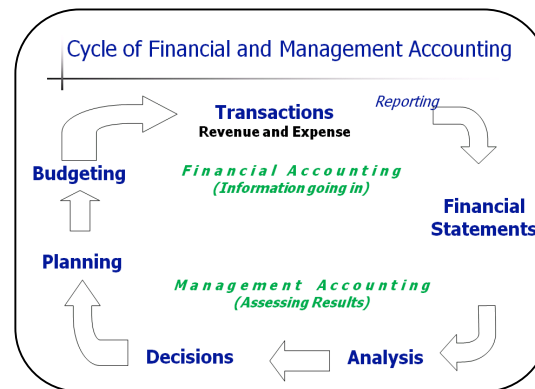 Cycle of Financial and Management Accounting
Transactions
Revenue and Expense
Reporting
Budgeting
Financial Accounting
(Information going in)
Financial
Statements
Planning
Management Accounting
(Assessing Results)
Decisions
Analysis